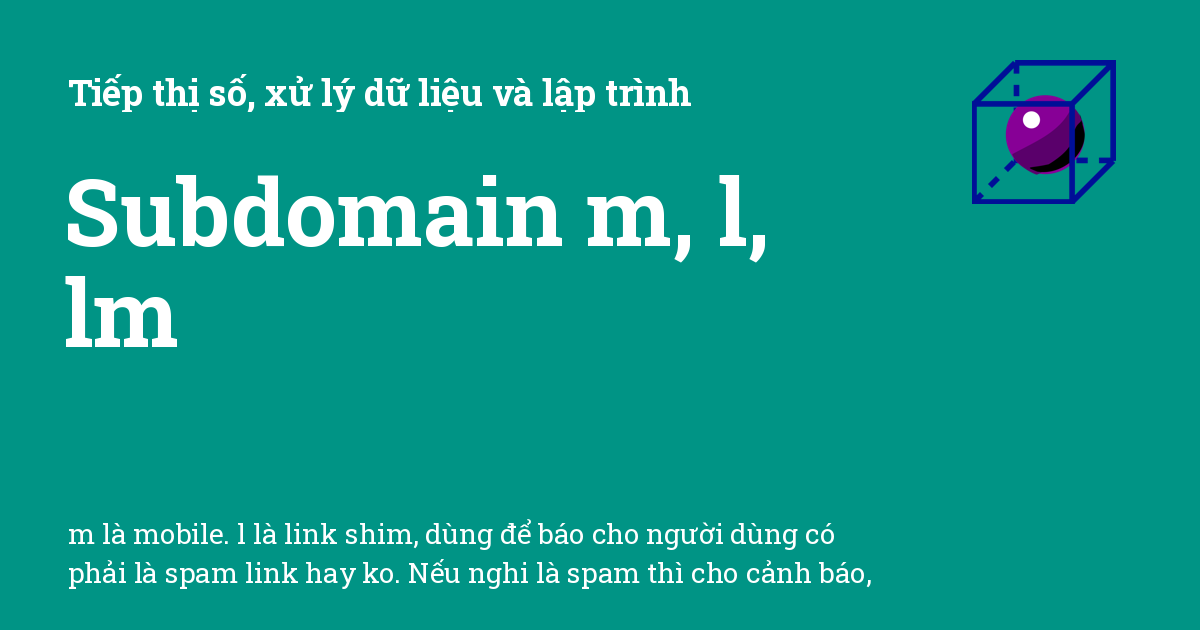 Tiếp thị số, xử lý dữ liệu và lập trình
Subdomain m, l,
lm
m là mobile. l là link shim, dùng để báo cho người dùng có
phải là spam link hay ko. Nếu nghi là spam thì cho cảnh báo,